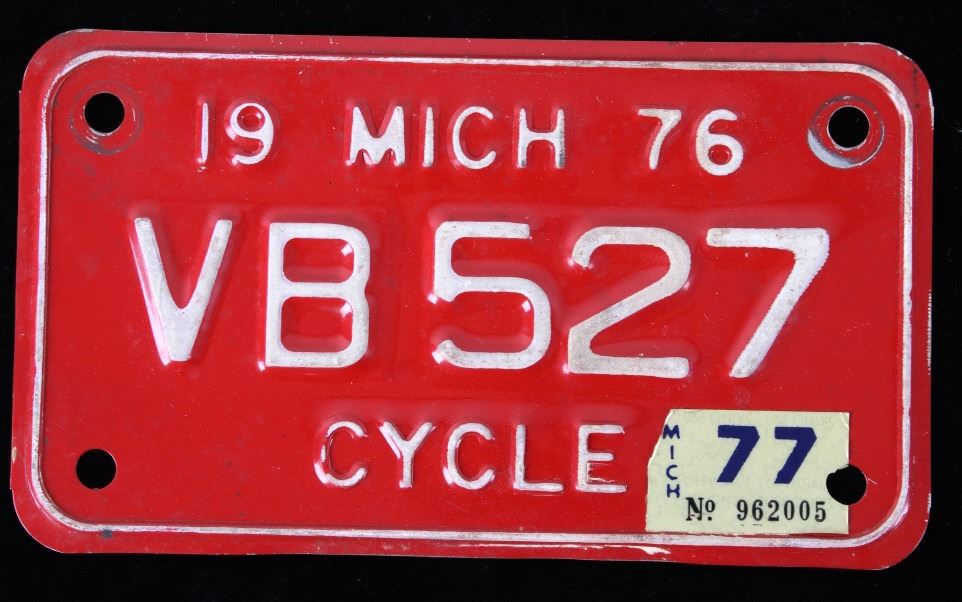 19 MICH 76
VB 527
CYCLE
MICH
77
Nº 962005